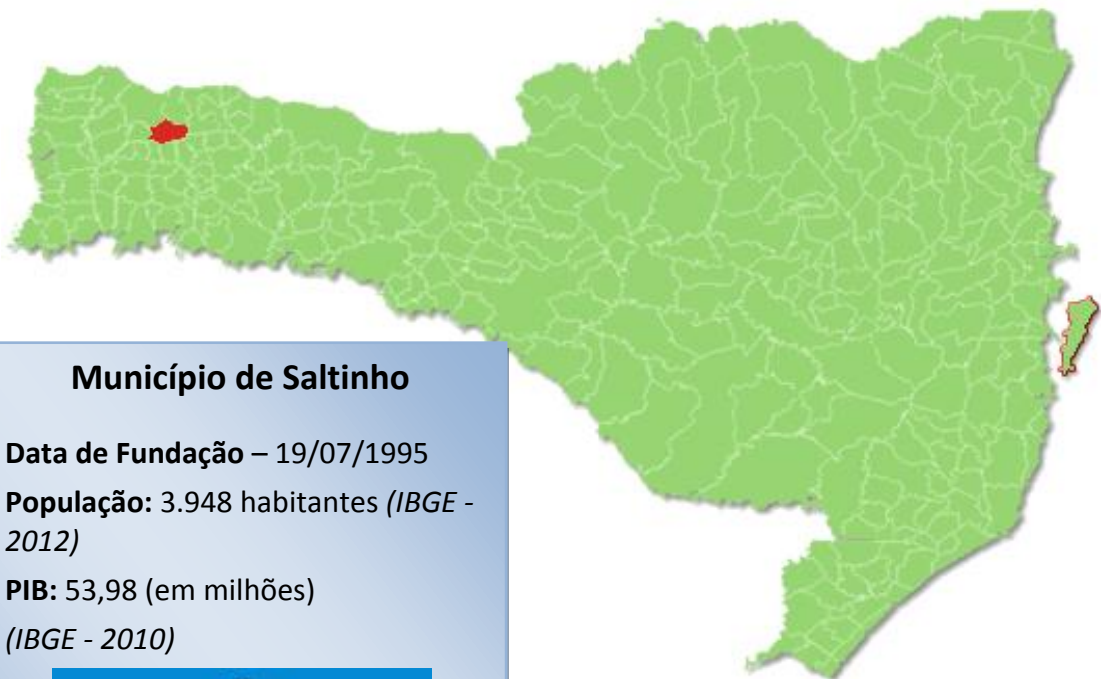 Município de Saltinho
Data de Fundação – 19/07/1995
População: 3.948 habitantes (IBGE -
2012)
PIB: 53,98 (em milhões)
(IBGE - 2010)